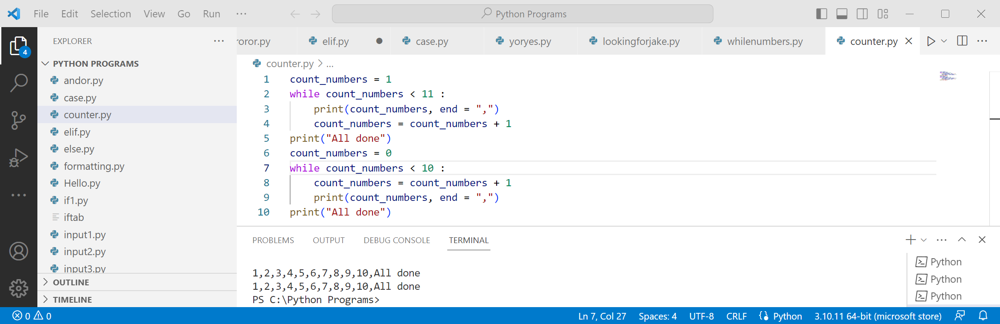 File Edit Selection View Go Run ...
Python Programs
EXPLORER ...
4
PYTHON PROGRAMS
andor.py
case.py
counter.py
elif.py
else.py
formatting.py
Hello.py
if1.py
iftab
input1.py
input2.py
input3.py
OUTLINE
TIMELINE
roror.py elif.py case.py yoryes.py lookingforjake.py whilenumbers.py counter.py
counter.py > ...
1 count_numbers = 1
2 while count_numbers < 11 :
3     print(count_numbers, end = ",")
4     count_numbers = count_numbers + 1
5 print("All done")
6 count_numbers = 0
7 while count_numbers < 10 :
8     count_numbers = count_numbers + 1
9     print(count_numbers, end = ",")
10 print("All done")
PROBLEMS OUTPUT DEBUG CONSOLE TERMINAL
1,2,3,4,5,6,7,8,9,10,All done
1,2,3,4,5,6,7,8,9,10,All done
PS C:\Python Programs>
Python
Python
Python
0 0 Ln 7, Col 27 Spaces: 4 UTF-8 CRLF Python 3.10.11 64-bit (microsoft store)